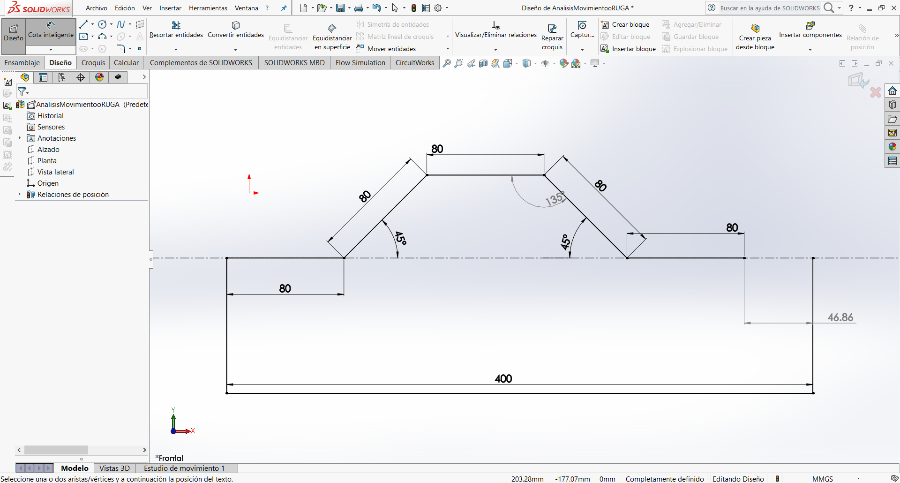 SOLIDWORKS Archivo Edición Ver Insertar Herramientas Ventana ? Diseño de AnalisisMovimientooRUGA * Buscar en la ayuda de SOLIDWORKS ?
Diseño Cota inteligente Recortar entidades Convertir entidades Equidistanciar entidades Equidistanciar en superficie Simetría de entidades Visualizar/Eliminar relaciones Reparar croquis Captur... Crear bloque Agregar/Eliminar Crear pieza desde bloque Insertar componentes Relación de posición
Matriz lineal de croquis Editar bloque Guardar bloque
Mover entidades Insertar bloque Explosionar bloque
Ensamblaje Diseño Croquis Calcular Complementos de SOLIDWORKS SOLIDWORKS MBD Flow Simulation CircuitWorks
AnalisisMovimientooRUGA (Predete
Historial
Sensores
Anotaciones
Alzado
Planta
Vista lateral
Origen
Relaciones de posición
80
80
80
135°
45°
45°
80
80
46.86
400
Y
X
*Frontal
Modelo Vistas 3D Estudio de movimiento 1
Seleccione una o dos aristas/vértices y a continuación la posición del texto. 203.28mm -177.07mm 0mm Completamente definido Editando Diseño MMGS